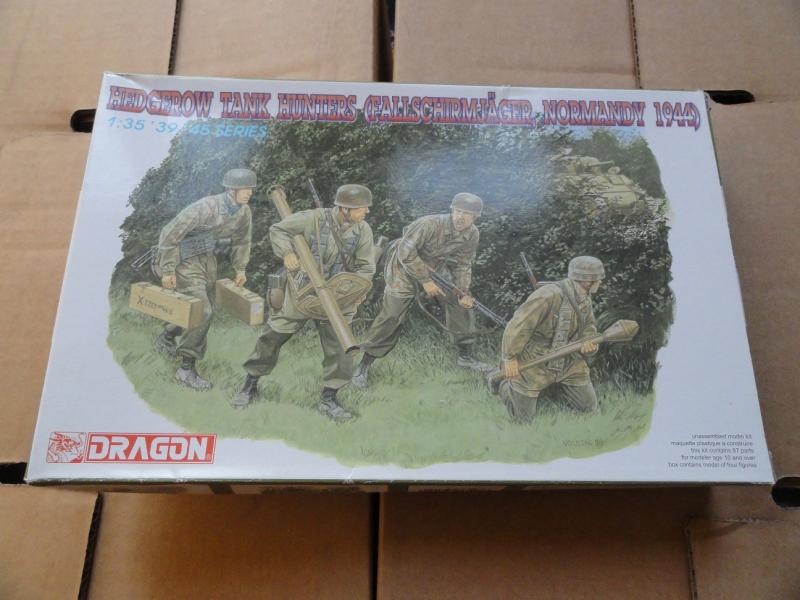 HEDGEROW TANK HUNTERS (FALLSCHIRMJÄGER, NORMANDY 1944)
1:35 '39-'45 SERIES
DRAGON
unassembled model kit
maquette plastique a construire
this kit contains 87 parts
for modeler age 10 and over
box contains model of four figures